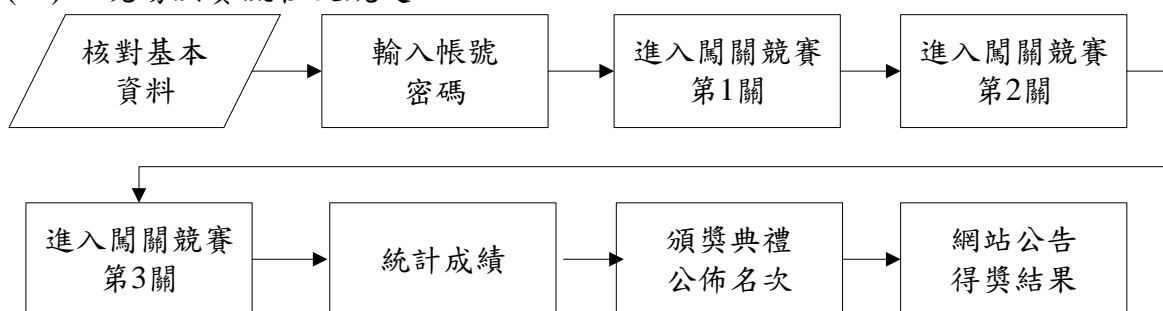 核對基本
資料
輸入帳號
密碼
進入闖關競賽
第1關
進入闖關競賽
第2關
進入闖關競賽
第3關
統計成績
頒獎典禮
公佈名次
網站公告
得獎結果